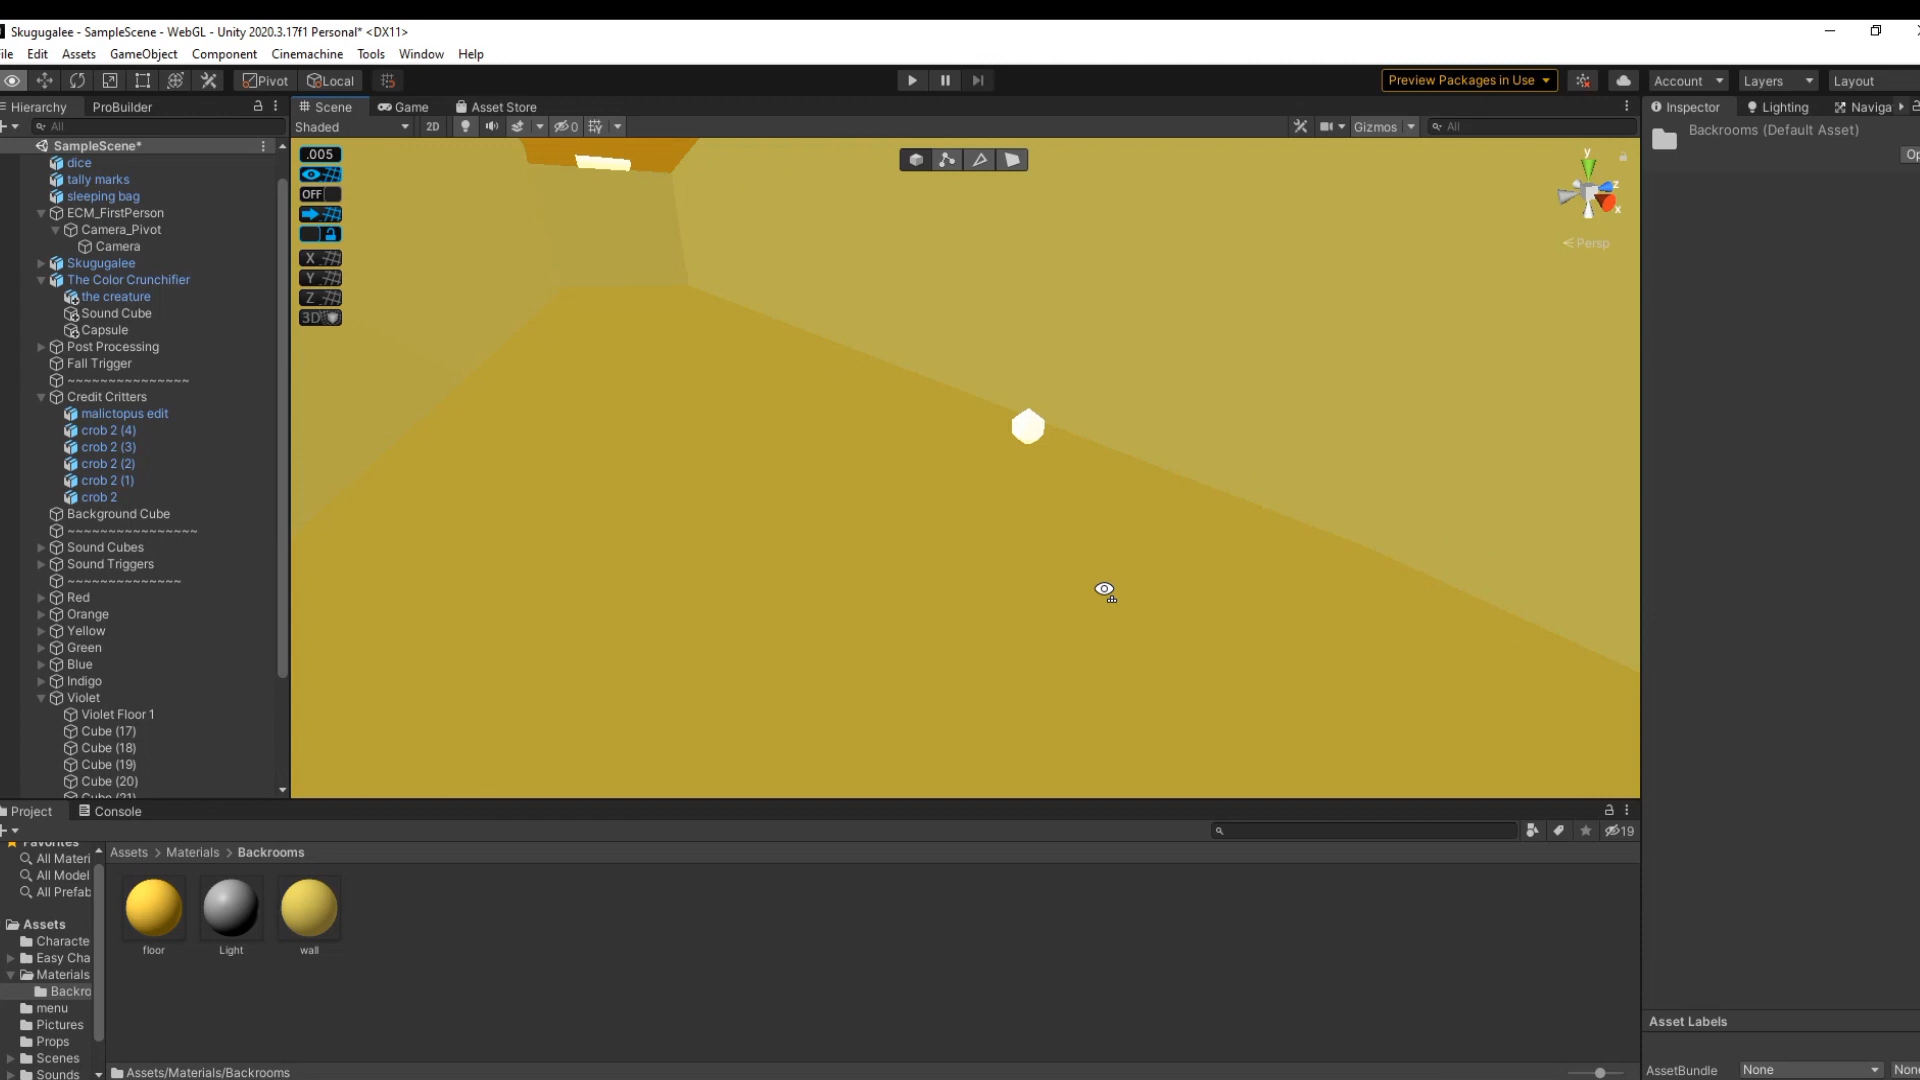 Skugugalee - SampleScene - WebGL - Unity 2020.3.17f1 Personal* <DX11>
ile Edit Assets GameObject Component Cinemachine Tools Window Help
Pivot Local Preview Packages in Use Account Layers Layout
Hierarchy ProBuilder
Scene Game Asset Store
Inspector Lighting Naviga
All
Shaded 2D 0 Gizmos All
Backrooms (Default Asset)
Op
SampleScene*
dice
tally marks
sleeping bag
ECM_FirstPerson
Camera_Pivot
Camera
Skugugalee
The Color Crunchifier
the creature
Sound Cube
Capsule
Post Processing
Fall Trigger
~~~~~~~~~~~~~~~
Credit Critters
malictopus edit
crob 2 (4)
crob 2 (3)
crob 2 (2)
crob 2 (1)
crob 2
Background Cube
~~~~~~~~~~~~~~~~
Sound Cubes
Sound Triggers
~~~~~~~~~~~~~~
Red
Orange
Yellow
Green
Blue
Indigo
Violet
Violet Floor 1
Cube (17)
Cube (18)
Cube (19)
Cube (20)
Cube (21)
.005
OFF
X
Y
Z
3D
y
z
x
Persp
Project Console
19
Favorites
All Materi
All Model
All Prefab
Assets
Characte
Easy Cha
Materials
Backro
menu
Pictures
Props
Scenes
Sounds
Assets > Materials > Backrooms
floor
Light
wall
Assets/Materials/Backrooms
Asset Labels
AssetBundle None None